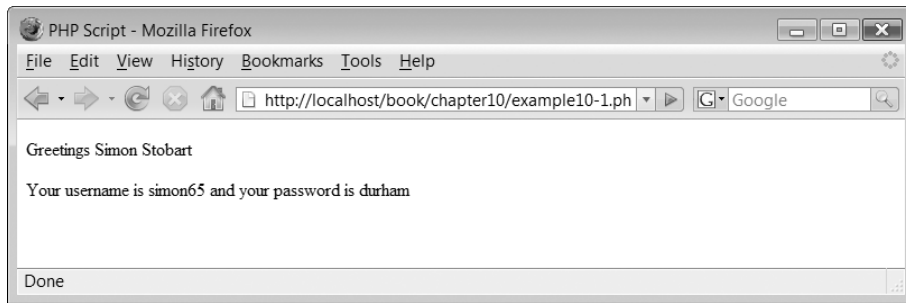 PHP Script - Mozilla Firefox
File Edit View History Bookmarks Tools Help
http://localhost/book/chapter10/example10-1.ph G Google
Greetings Simon Stobart
Your username is simon65 and your password is durham
Done